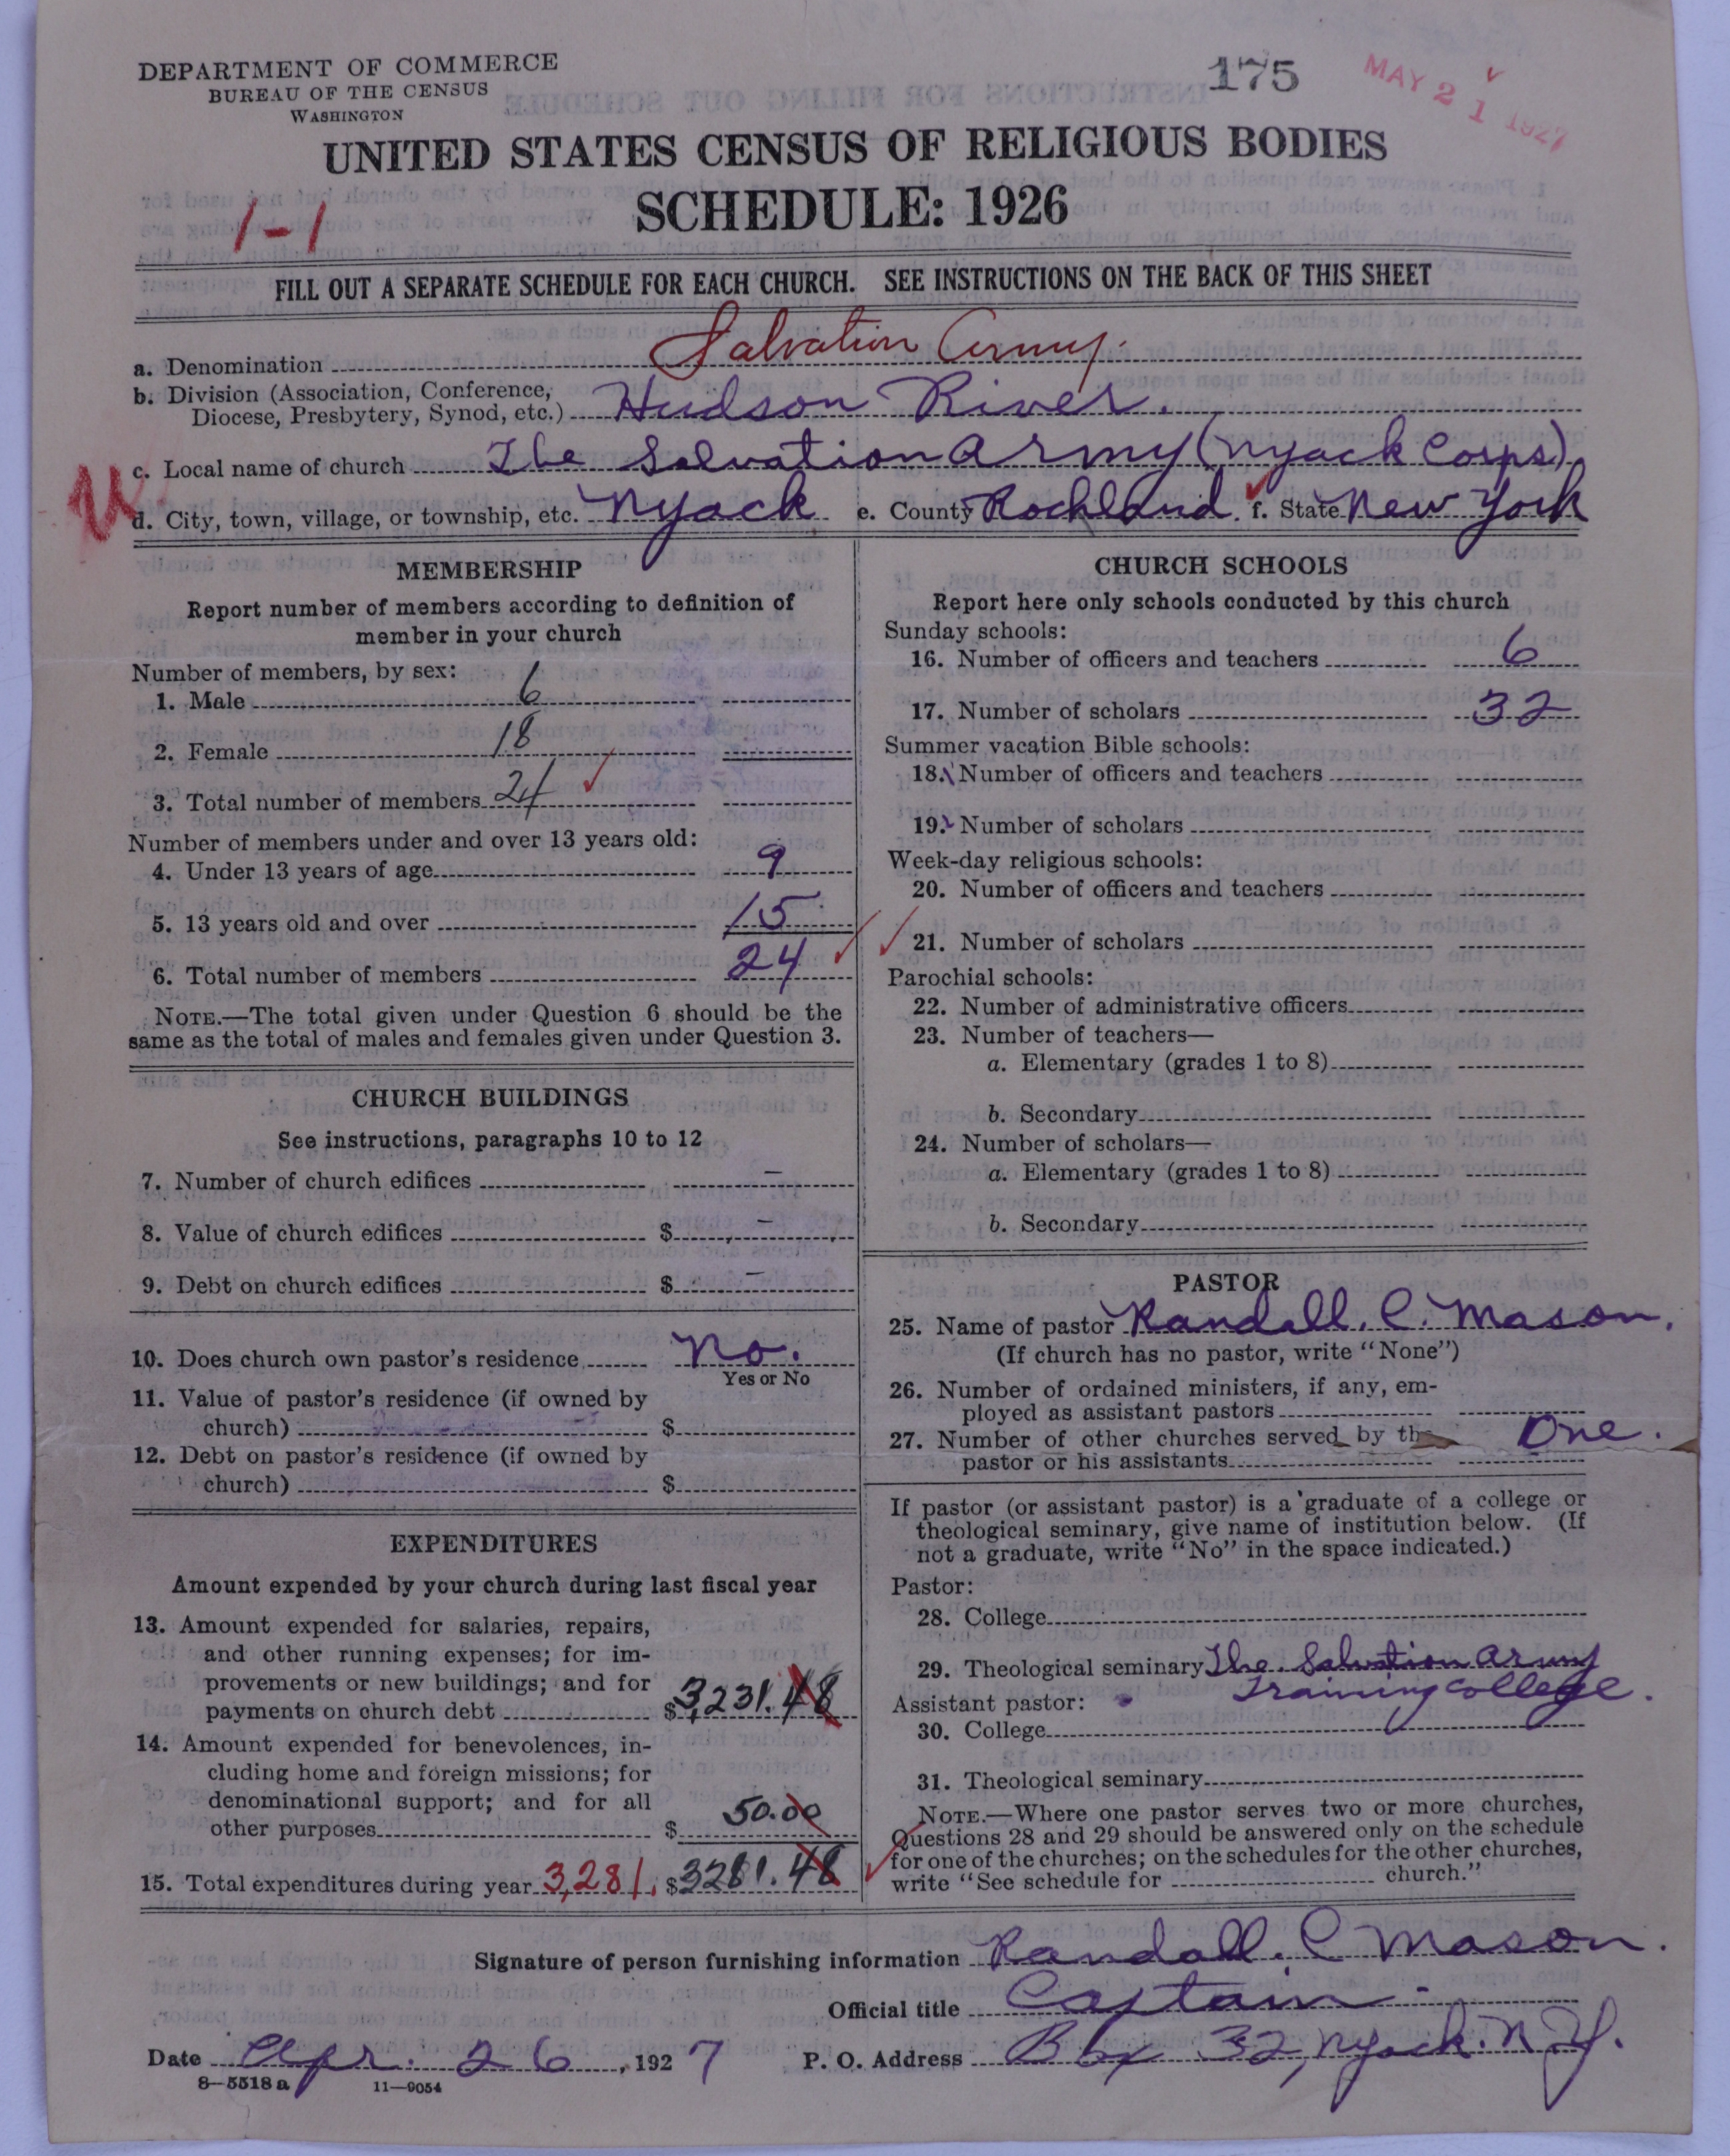 DEPARTMENT OF COMMERCE
BUREAU OF THE CENSUS
WASHINGTON
175
MAY 21 1927
UNITED STATES CENSUS OF RELIGIOUS BODIES
SCHEDULE: 1926
1-1
FILL OUT A SEPARATE SCHEDULE FOR EACH CHURCH. SEE INSTRUCTIONS ON THE BACK OF THIS SHEET
a. Denomination Salvation Army.
b. Division (Association, Conference,
Diocese, Presbytery, Synod, etc.) Hudson River.
c. Local name of church The Salvation Army (Nyack Corps)
d. City, town, village, or township, etc. Nyack e. County Rockland. f. State New York
MEMBERSHIP
Report number of members according to definition of
member in your church
Number of members, by sex:
1. Male 6
2. Female 18
3. Total number of members 24
Number of members under and over 13 years old:
4. Under 13 years of age 9
5. 13 years old and over 15
6. Total number of members 24
NOTE.—The total given under Question 6 should be the
same as the total of males and females given under Question 3.
CHURCH BUILDINGS
See instructions, paragraphs 10 to 12
7. Number of church edifices –
8. Value of church edifices $ –
9. Debt on church edifices $ –
10. Does church own pastor's residence No.
Yes or No
11. Value of pastor's residence (if owned by
church) $
12. Debt on pastor's residence (if owned by
church) $
EXPENDITURES
Amount expended by your church during last fiscal year
13. Amount expended for salaries, repairs,
and other running expenses; for im-
provements or new buildings; and for
payments on church debt $3,231.48
14. Amount expended for benevolences, in-
cluding home and foreign missions; for
denominational support; and for all
other purposes $ 50.00
15. Total expenditures during year 3,281. $3281.48
CHURCH SCHOOLS
Report here only schools conducted by this church
Sunday schools:
16. Number of officers and teachers 6
17. Number of scholars 32
Summer vacation Bible schools:
18. Number of officers and teachers
19. Number of scholars
Week-day religious schools:
20. Number of officers and teachers
21. Number of scholars
Parochial schools:
22. Number of administrative officers
23. Number of teachers—
a. Elementary (grades 1 to 8)
b. Secondary
24. Number of scholars—
a. Elementary (grades 1 to 8)
b. Secondary
PASTOR
25. Name of pastor Randall. C. Mason.
(If church has no pastor, write "None")
26. Number of ordained ministers, if any, em-
ployed as assistant pastors
27. Number of other churches served by the One.
pastor or his assistants
If pastor (or assistant pastor) is a graduate of a college or
theological seminary, give name of institution below. (If
not a graduate, write "No" in the space indicated.)
Pastor:
28. College
29. Theological seminary The Salvation Army
Assistant pastor: Training College.
30. College
31. Theological seminary
NOTE.—Where one pastor serves two or more churches,
Questions 28 and 29 should be answered only on the schedule
for one of the churches; on the schedules for the other churches,
write "See schedule for church."
Signature of person furnishing information Randall. C Mason.
Official title Captain.
Date Apr. 26, 1927 P. O. Address Box 32, Nyack. N.Y.
8—5518 a 11—9054